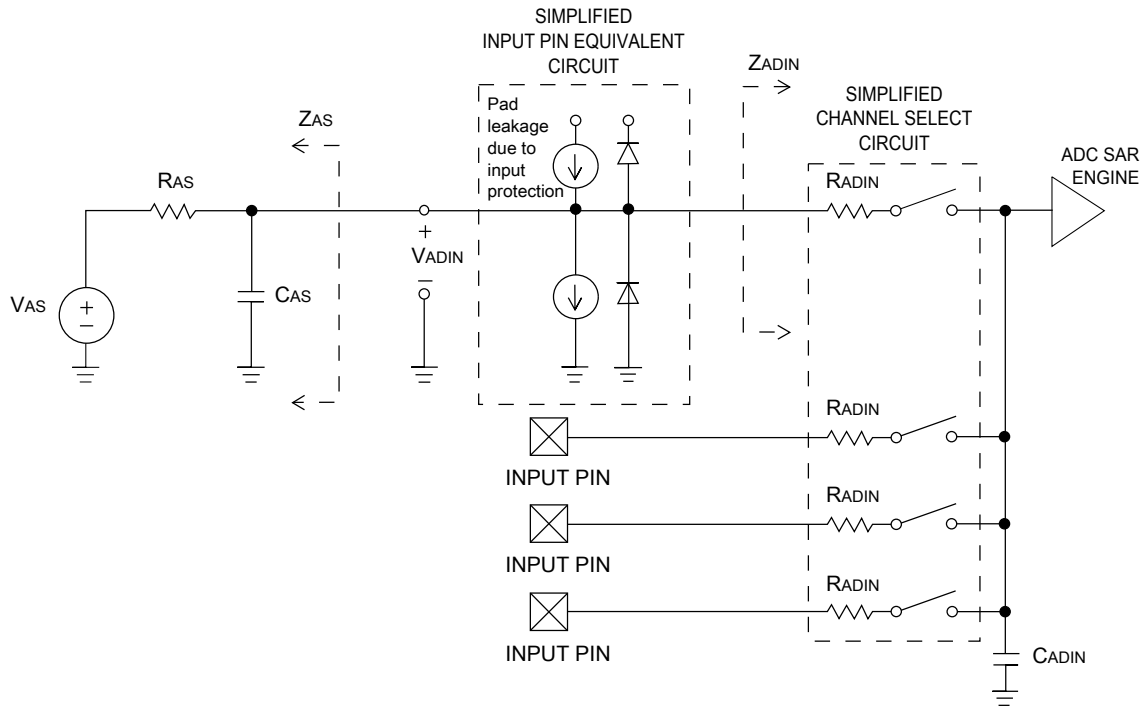 SIMPLIFIED
INPUT PIN EQUIVALENT
CIRCUIT
Pad
leakage
due to
input
protection
ZADIN
SIMPLIFIED
CHANNEL SELECT
CIRCUIT
ADC SAR
ENGINE
ZAS
RAS
RADIN
+
VADIN
–
VAS
+
–
CAS
RADIN
INPUT PIN
RADIN
INPUT PIN
RADIN
INPUT PIN
CADIN